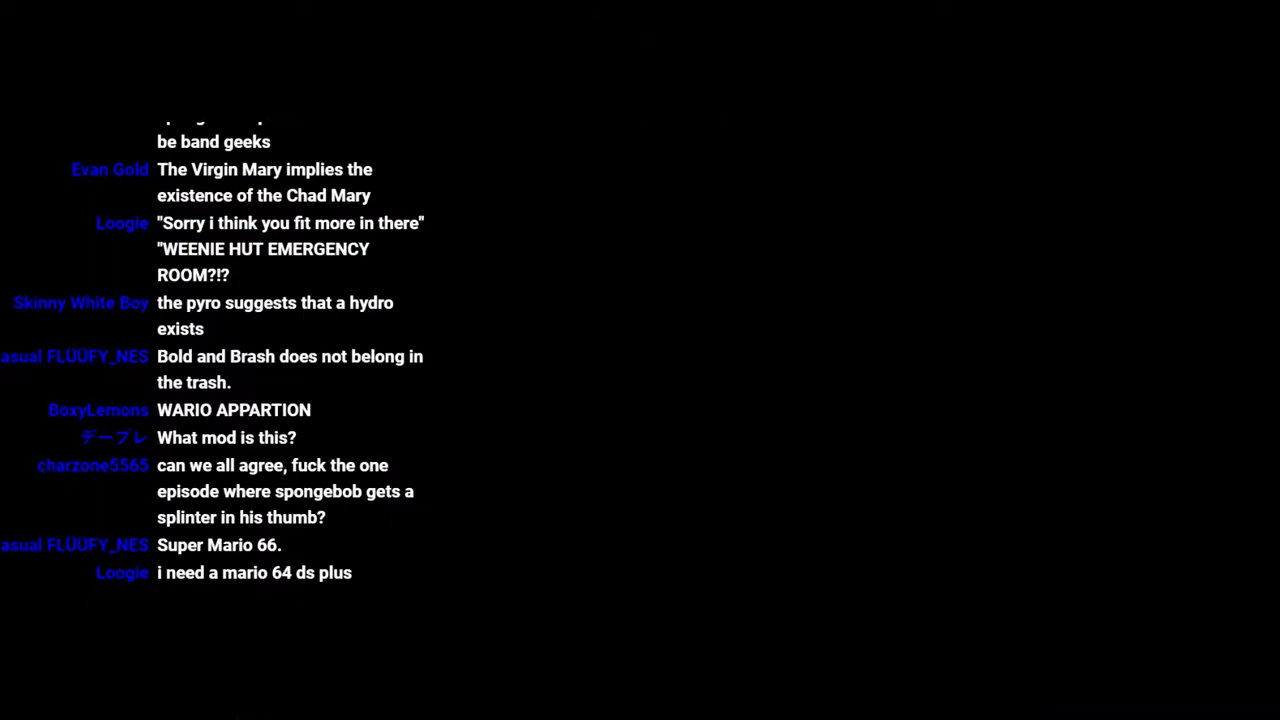 be band geeks
Evan Gold The Virgin Mary implies the
existence of the Chad Mary
Loogie "Sorry i think you fit more in there"
"WEENIE HUT EMERGENCY
ROOM?!?
Skinny White Boy the pyro suggests that a hydro
exists
asual FLÜÜFY_NES Bold and Brash does not belong in
the trash.
BoxyLemons WARIO APPARTION
デープレ What mod is this?
charzone5565 can we all agree, fuck the one
episode where spongebob gets a
splinter in his thumb?
asual FLÜÜFY_NES Super Mario 66.
Loogie i need a mario 64 ds plus